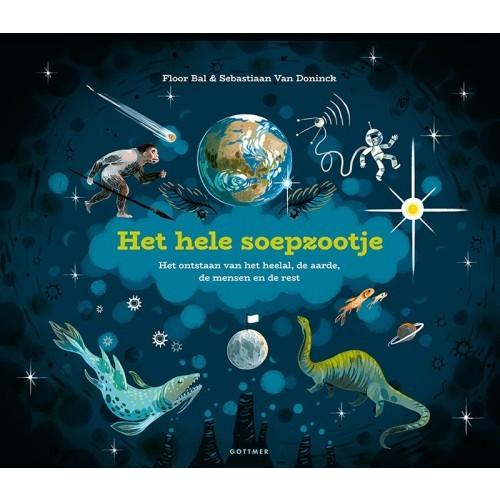 Floor Bal & Sebastiaan Van Doninck
Het hele soepzootje
Het ontstaan van het heelal, de aarde,
de mensen en de rest
GOTTMER